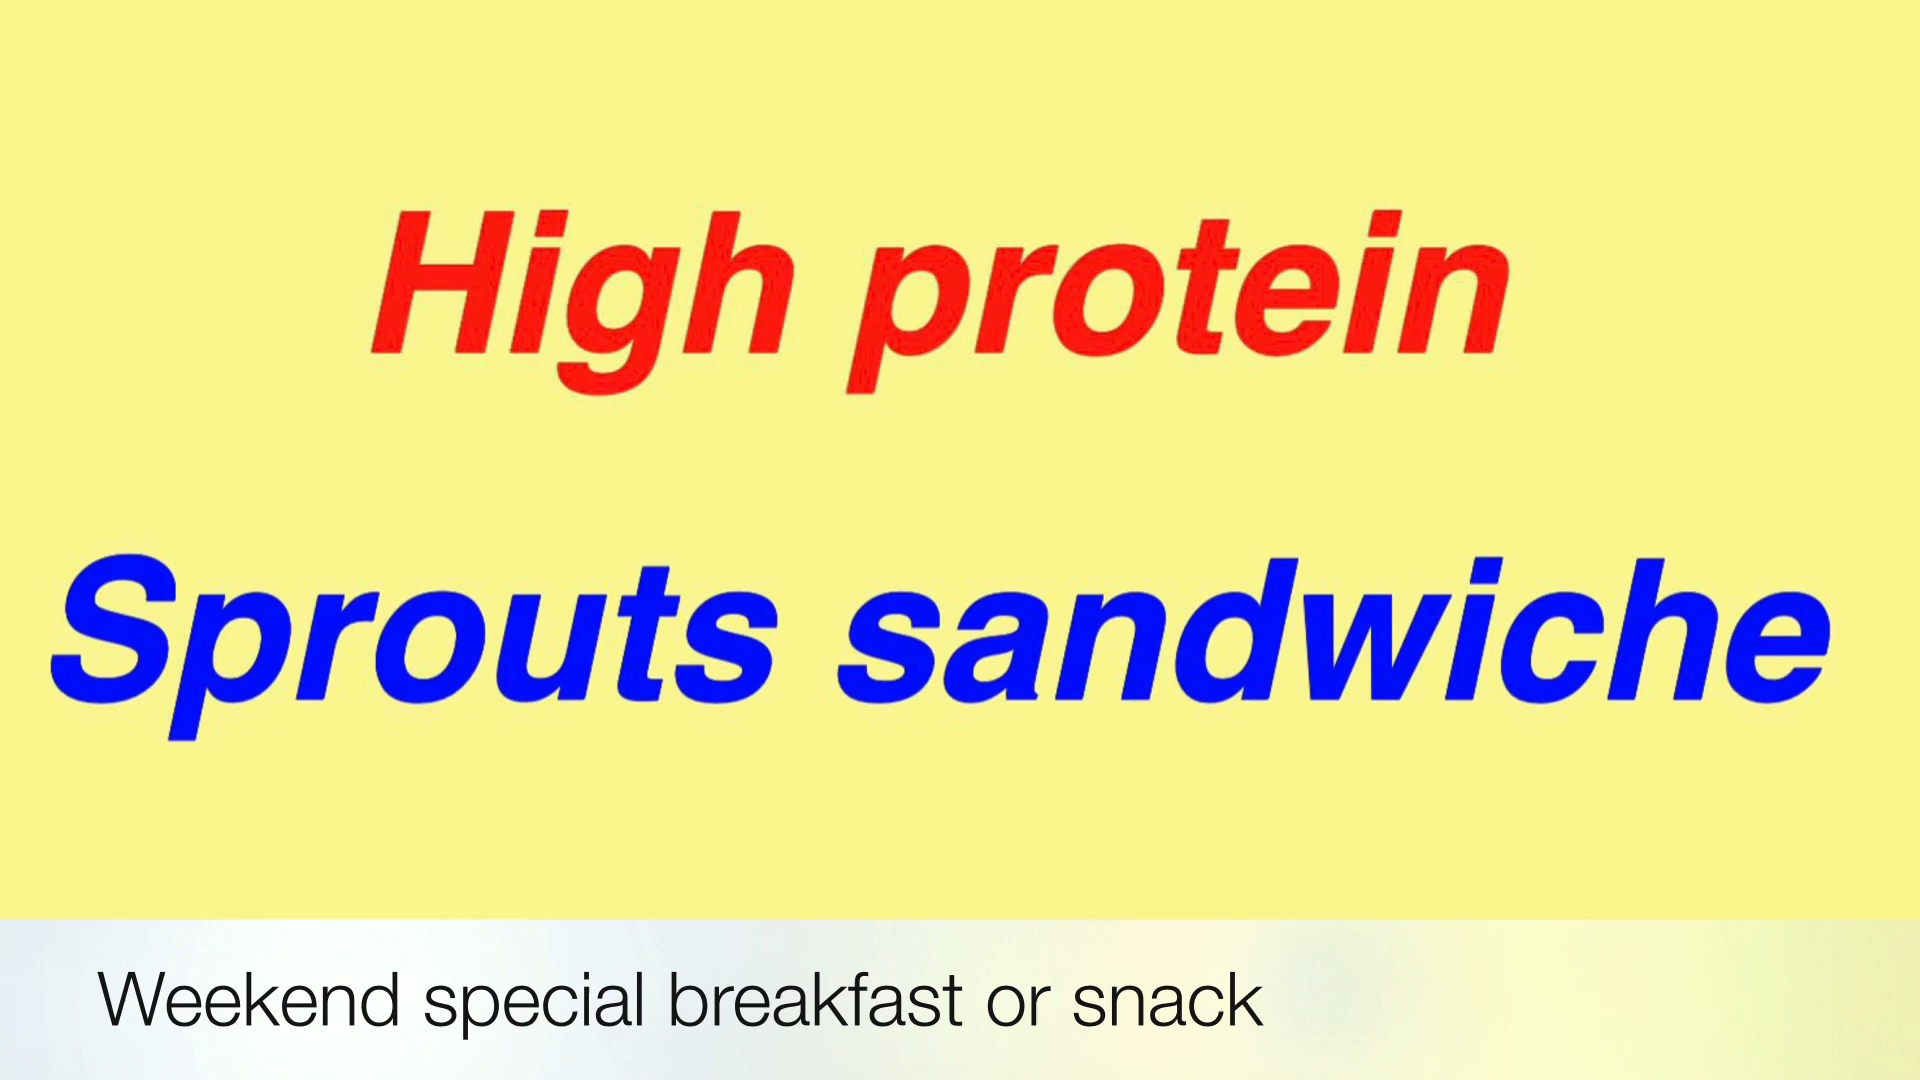 High protein
Sprouts sandwiche
Weekend special breakfast or snack